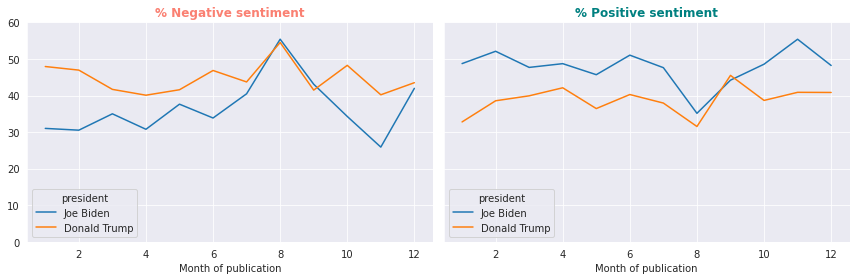 % Negative sentiment
60
50
40
30
20
10
0
president
Joe Biden
Donald Trump
2 4 6 8 10 12
Month of publication
% Positive sentiment
president
Joe Biden
Donald Trump
2 4 6 8 10 12
Month of publication